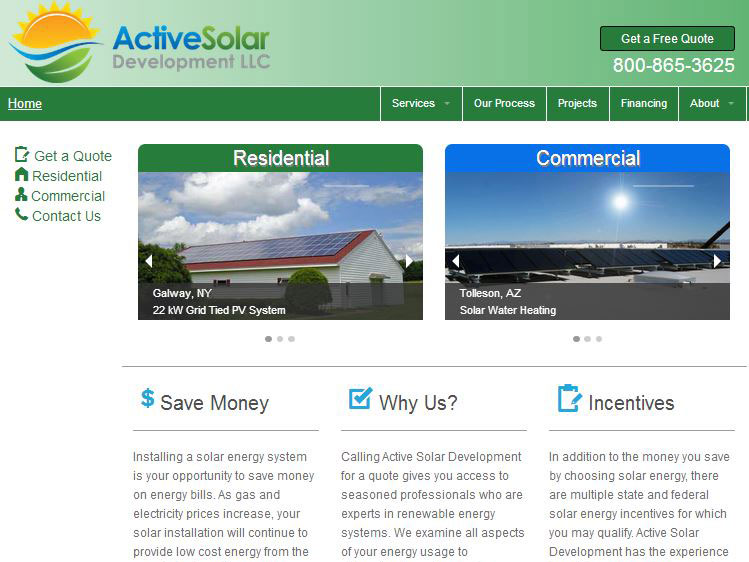 ActiveSolar
Development LLC
Get a Free Quote
800-865-3625
Home
Services
Our Process
Projects
Financing
About
Get a Quote
Residential
Commercial
Contact Us
Residential
Galway, NY
22 kW Grid Tied PV System
Commercial
Tolleson, AZ
Solar Water Heating
$ Save Money
Installing a solar energy system
is your opportunity to save money
on energy bills. As gas and
electricity prices increase, your
solar installation will continue to
provide low cost energy from the
Why Us?
Calling Active Solar Development
for a quote gives you access to
seasoned professionals who are
experts in renewable energy
systems. We examine all aspects
of your energy usage to
Incentives
In addition to the money you save
by choosing solar energy, there
are multiple state and federal
solar energy incentives for which
you may qualify. Active Solar
Development has the experience